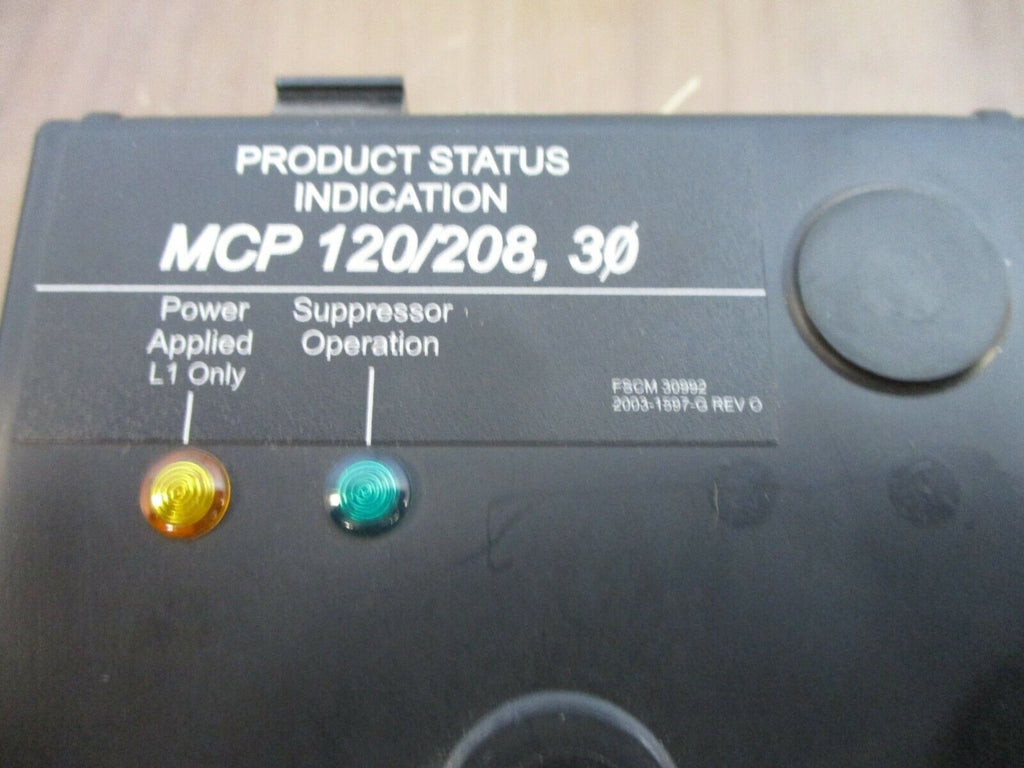 PRODUCT STATUS
INDICATION
MCP 120/208, 3Ø
Power Suppressor
Applied Operation
L1 Only
FSCM 30992
2003-1597-G REV O